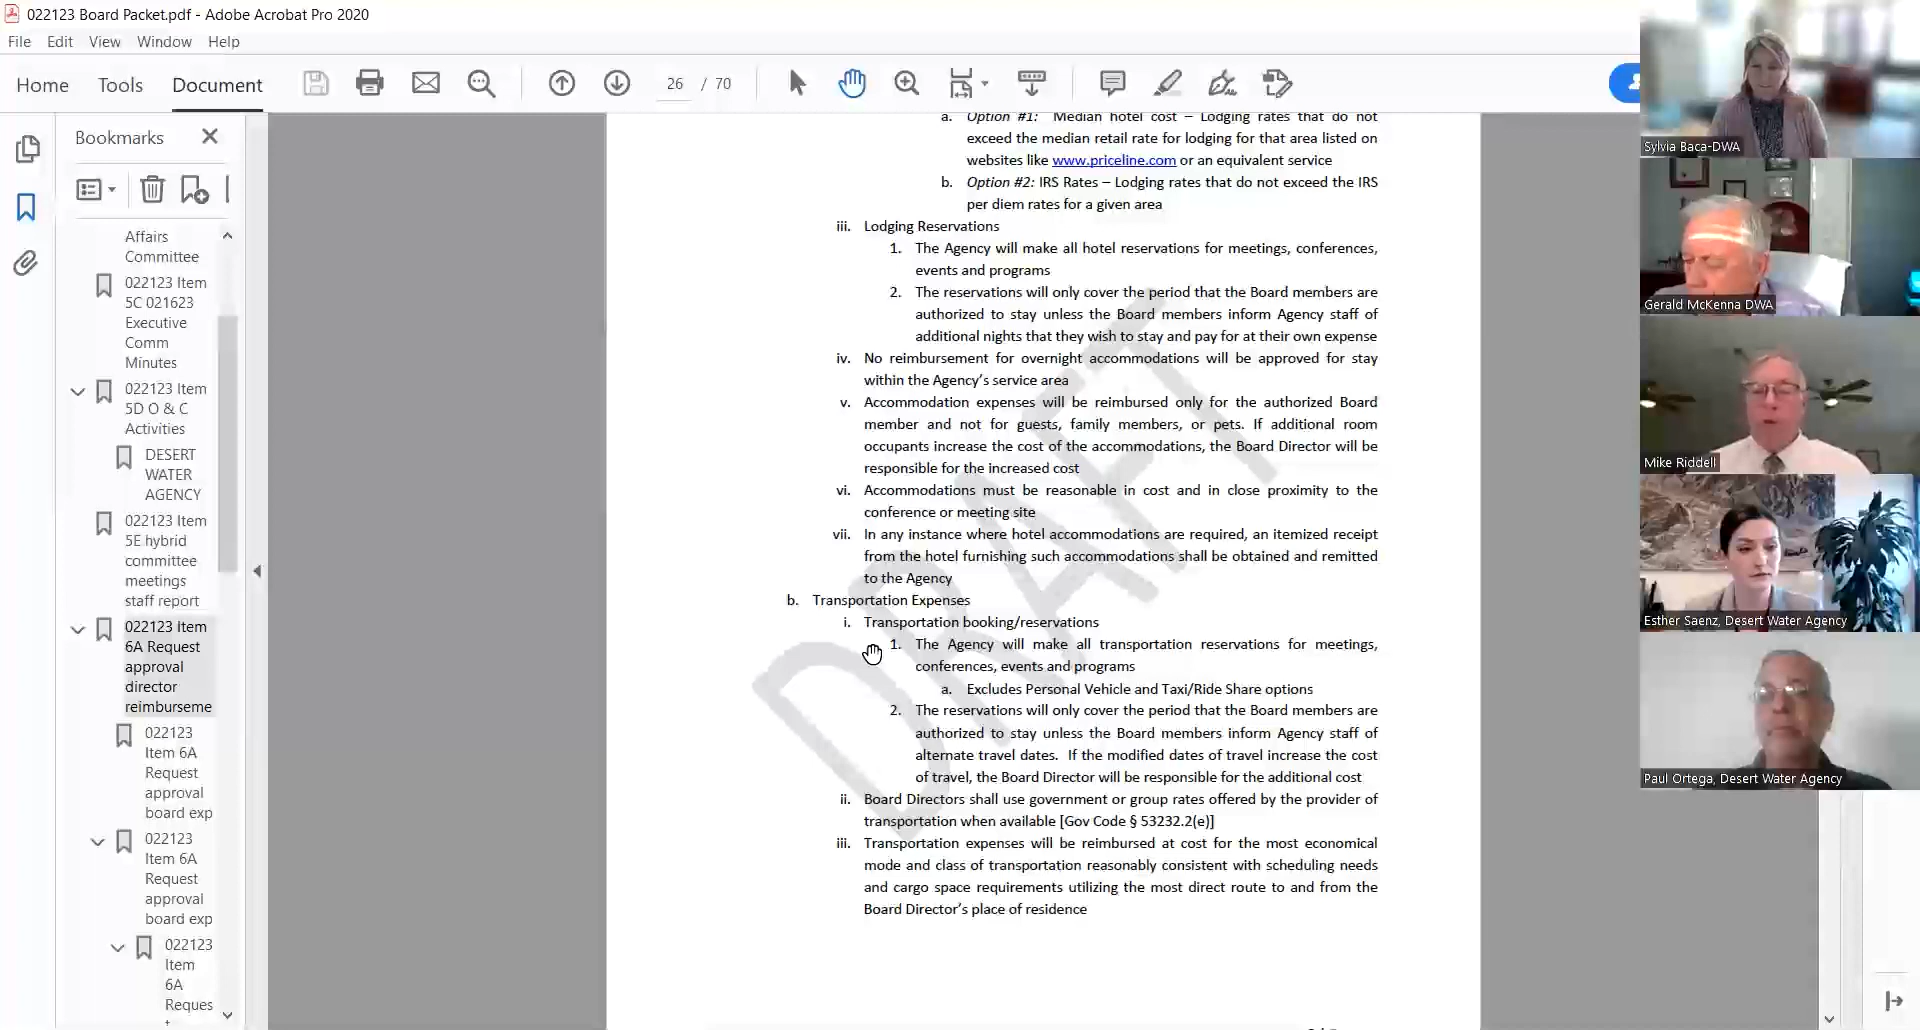 022123 Board Packet.pdf - Adobe Acrobat Pro 2020
File Edit View Window Help
Home Tools Document
26 / 70
Bookmarks
Affairs
Committee
022123 Item
5C 021623
Executive
Comm
Minutes
022123 Item
5D O & C
Activities
DESERT
WATER
AGENCY
022123 Item
5E hybrid
committee
meetings
staff report
022123 Item
6A Request
approval
director
reimburseme
022123
Item 6A
Request
approval
board exp
022123
Item 6A
Request
approval
board exp
022123
Item
6A
Reques
a. Option #1: Median hotel cost – Lodging rates that do not
exceed the median retail rate for lodging for that area listed on
websites like www.priceline.com or an equivalent service
b. Option #2: IRS Rates – Lodging rates that do not exceed the IRS
per diem rates for a given area
iii. Lodging Reservations
1. The Agency will make all hotel reservations for meetings, conferences,
events and programs
2. The reservations will only cover the period that the Board members are
authorized to stay unless the Board members inform Agency staff of
additional nights that they wish to stay and pay for at their own expense
iv. No reimbursement for overnight accommodations will be approved for stay
within the Agency's service area
v. Accommodation expenses will be reimbursed only for the authorized Board
member and not for guests, family members, or pets. If additional room
occupants increase the cost of the accommodations, the Board Director will be
responsible for the increased cost
vi. Accommodations must be reasonable in cost and in close proximity to the
conference or meeting site
vii. In any instance where hotel accommodations are required, an itemized receipt
from the hotel furnishing such accommodations shall be obtained and remitted
to the Agency
b. Transportation Expenses
i. Transportation booking/reservations
1. The Agency will make all transportation reservations for meetings,
conferences, events and programs
a. Excludes Personal Vehicle and Taxi/Ride Share options
2. The reservations will only cover the period that the Board members are
authorized to stay unless the Board members inform Agency staff of
alternate travel dates. If the modified dates of travel increase the cost
of travel, the Board Director will be responsible for the additional cost
ii. Board Directors shall use government or group rates offered by the provider of
transportation when available [Gov Code § 53232.2(e)]
iii. Transportation expenses will be reimbursed at cost for the most economical
mode and class of transportation reasonably consistent with scheduling needs
and cargo space requirements utilizing the most direct route to and from the
Board Director's place of residence
DRAFT
Sylvia Baca-DWA
Gerald McKenna DWA
Mike Riddell
Esther Saenz, Desert Water Agency
Paul Ortega, Desert Water Agency